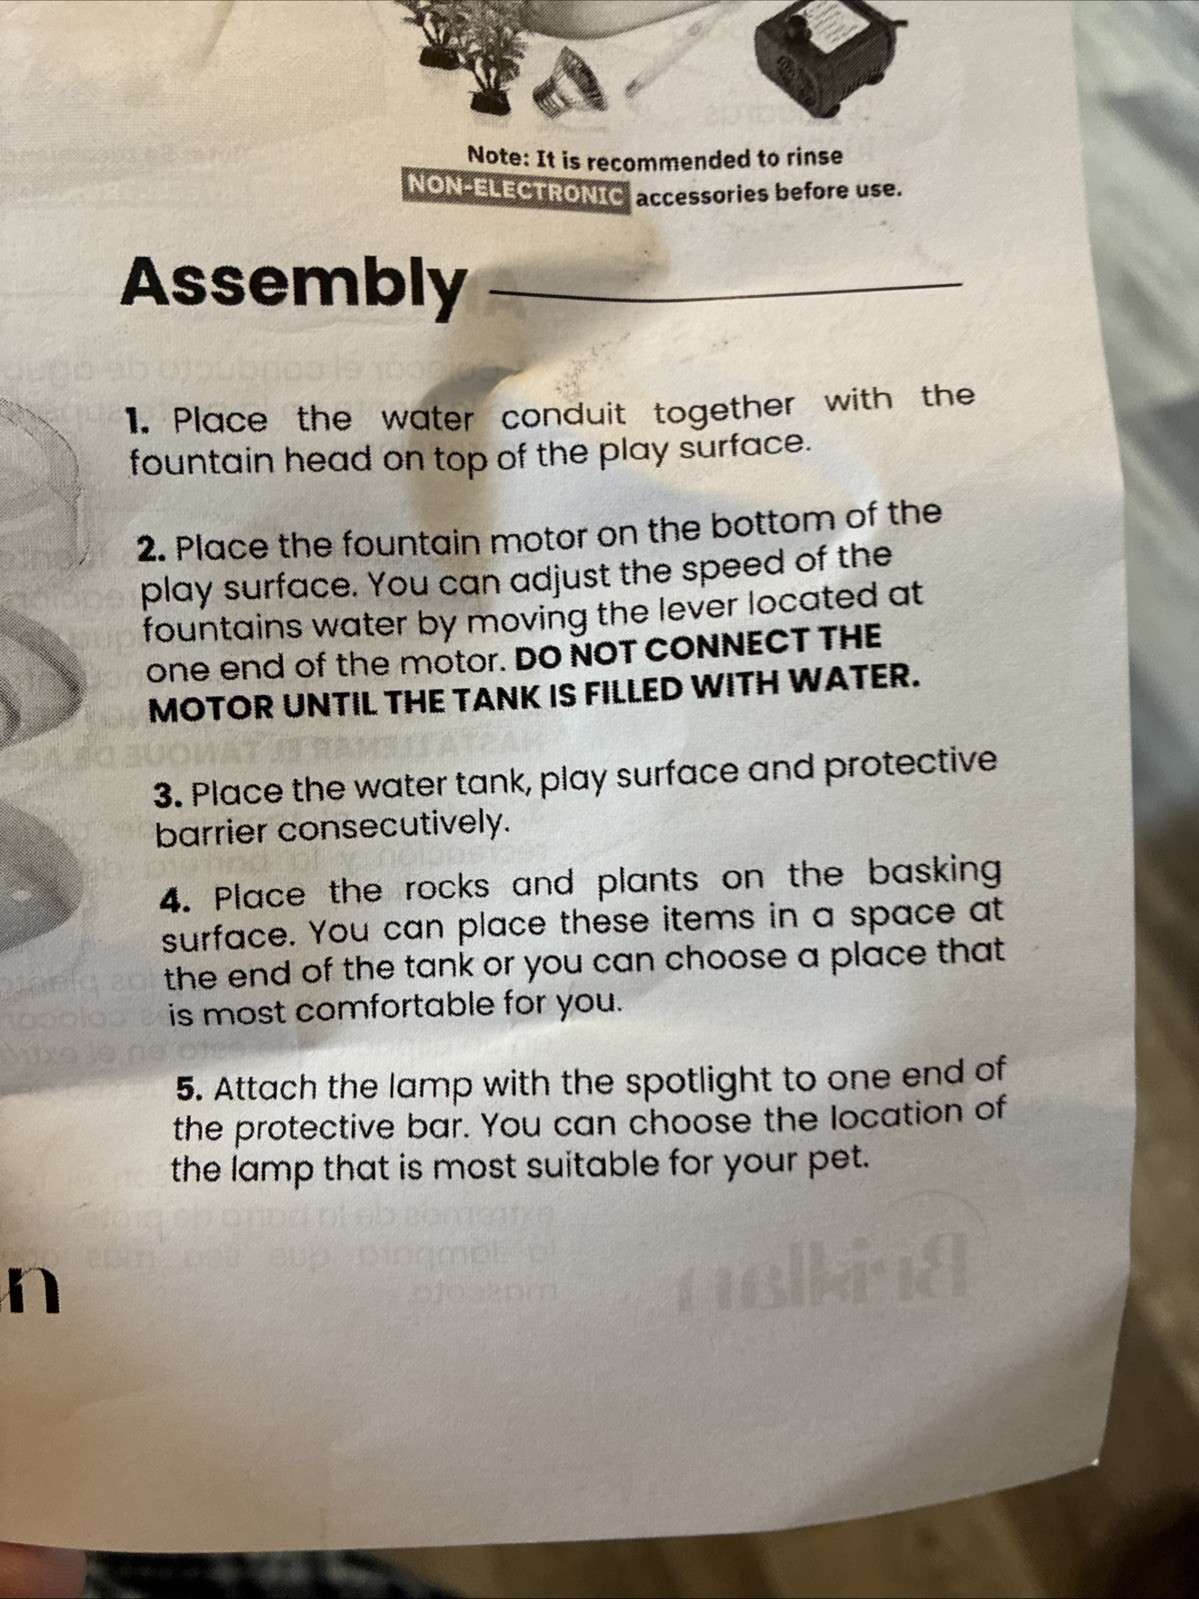 Note: It is recommended to rinse
NON-ELECTRONIC accessories before use.
Assembly
1. Place the water conduit together with the
fountain head on top of the play surface.
2. Place the fountain motor on the bottom of the
play surface. You can adjust the speed of the
fountains water by moving the lever located at
one end of the motor. DO NOT CONNECT THE
MOTOR UNTIL THE TANK IS FILLED WITH WATER.
3. Place the water tank, play surface and protective
barrier consecutively.
4. Place the rocks and plants on the basking
surface. You can place these items in a space at
the end of the tank or you can choose a place that
is most comfortable for you.
5. Attach the lamp with the spotlight to one end of
the protective bar. You can choose the location of
the lamp that is most suitable for your pet.
n